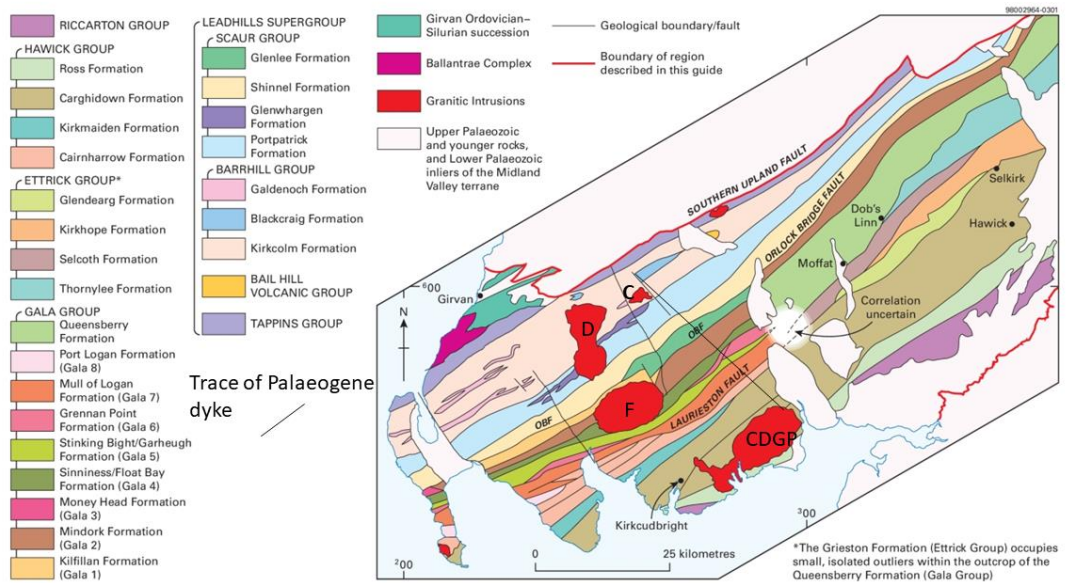 RICCARTON GROUP
HAWICK GROUP
Ross Formation
Carghidown Formation
Kirkmaiden Formation
Cairnharrow Formation
ETTRICK GROUP*
Glendearg Formation
Kirkhope Formation
Selcoth Formation
Thornylee Formation
GALA GROUP
Queensberry
Formation
Port Logan Formation
(Gala 8)
Mull of Logan
Formation (Gala 7)
Grennan Point
Formation (Gala 6)
Stinking Bight/Garheugh
Formation (Gala 5)
Sinniness/Float Bay
Formation (Gala 4)
Money Head Formation
(Gala 3)
Mindork Formation
(Gala 2)
Kilfillan Formation
(Gala 1)
LEADHILLS SUPERGROUP
SCAUR GROUP
Glenlee Formation
Shinnel Formation
Glenwhargen
Formation
Portpatrick
Formation
BARRHILL GROUP
Galdenoch Formation
Blackcraig Formation
Kirkcolm Formation
BAIL HILL
VOLCANIC GROUP
TAPPINS GROUP
Girvan Ordovician–
Silurian succession
Ballantrae Complex
Granitic Intrusions
Upper Palaeozoic
and younger rocks,
and Lower Palaeozoic
inliers of the Midland
Valley terrane
Geological boundary/fault
Boundary of region
described in this guide
98002964-0301
Trace of Palaeogene
dyke
SOUTHERN UPLAND FAULT
ORLOCK BRIDGE FAULT
Selkirk
Dob's
Linn
Hawick
Moffat
600
Girvan
N
C
D
Correlation
uncertain
OBF
F
LAURIESTON FAULT
OBF
CDGP
Kirkcudbright
300
200
0
25 kilometres
*The Grieston Formation (Ettrick Group) occupies
small, isolated outliers within the outcrop of the
Queensberry Formation (Gala Group)